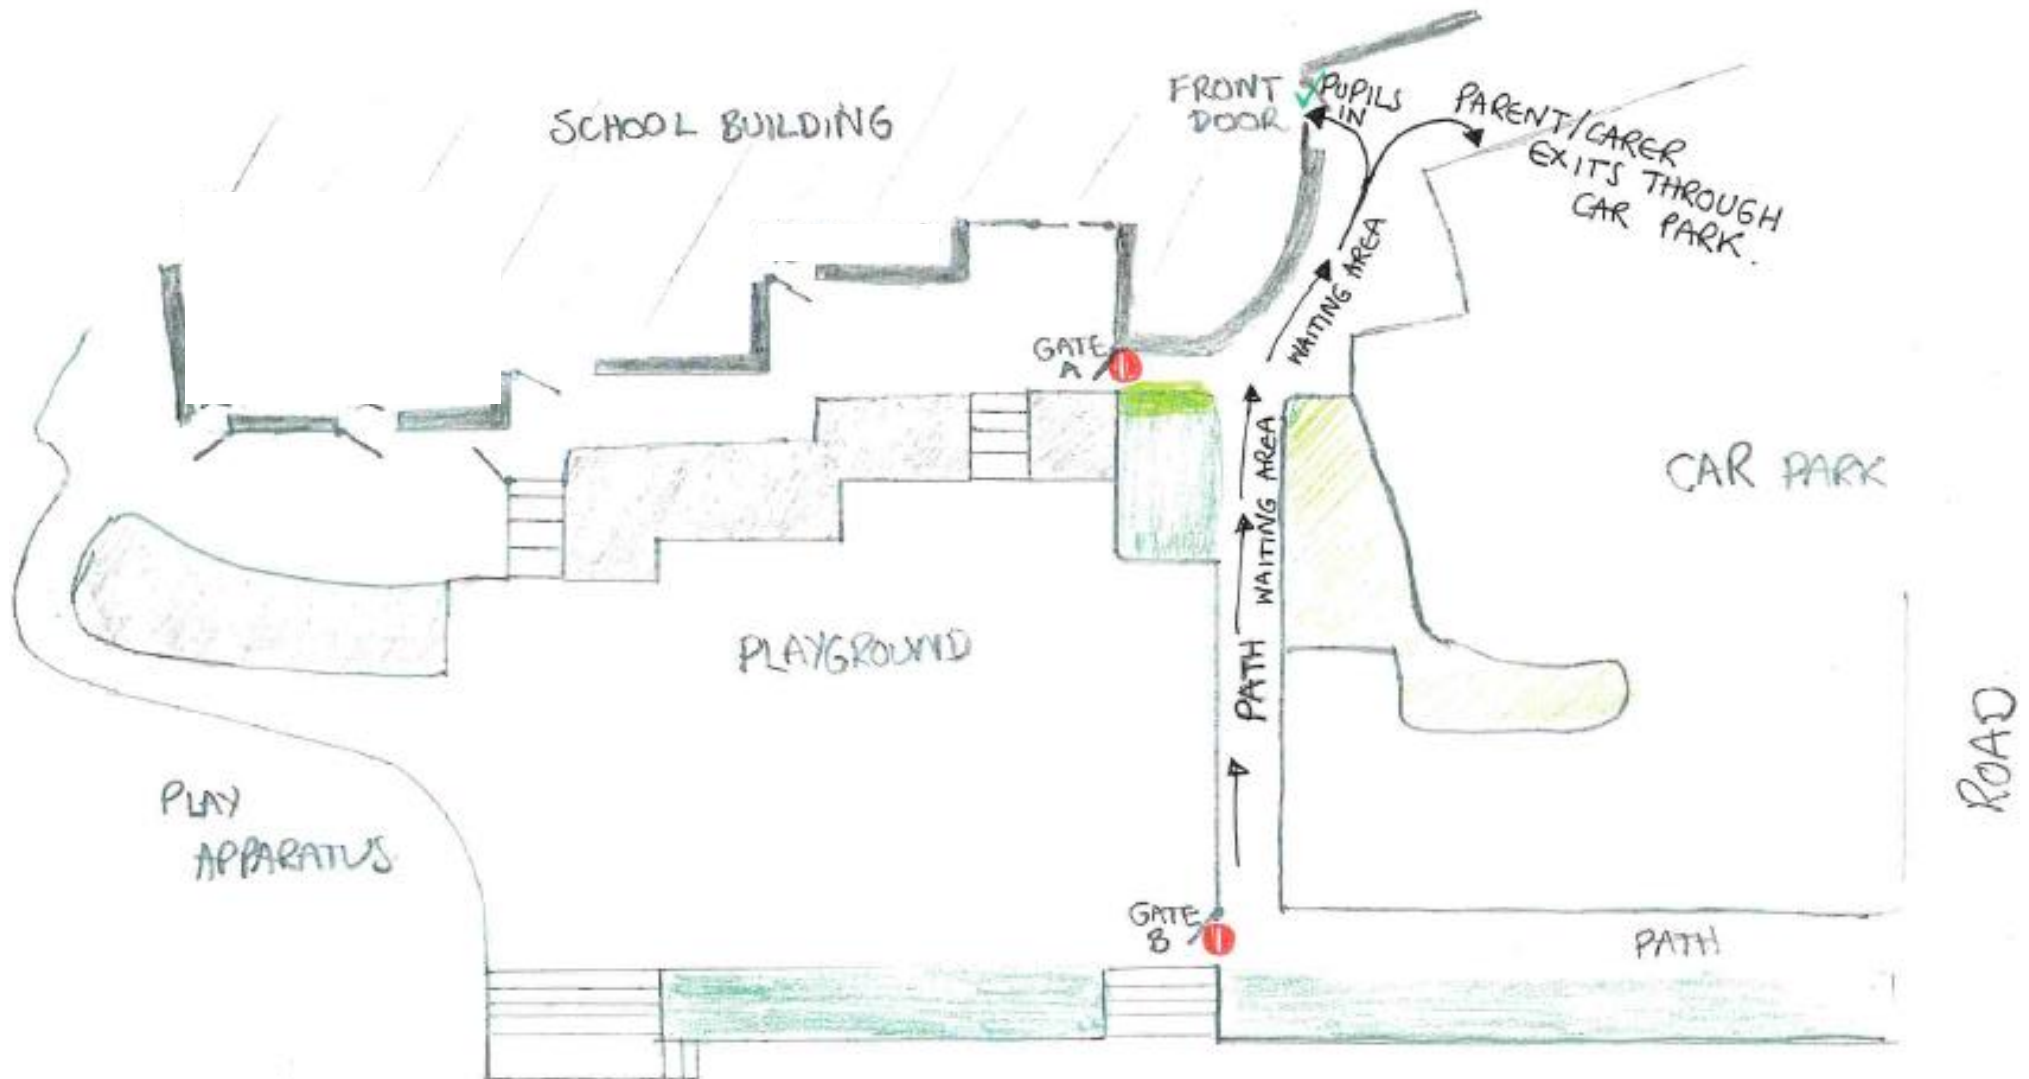 FRONT
DOOR
PUPILS
IN
PARENT/CARER
EXITS THROUGH
CAR PARK.
SCHOOL BUILDING
WAITING AREA
GATE
A
WAITING AREA
CAR PARK
PLAYGROUND
PATH
ROAD
PLAY
APPARATUS
GATE
B
PATH